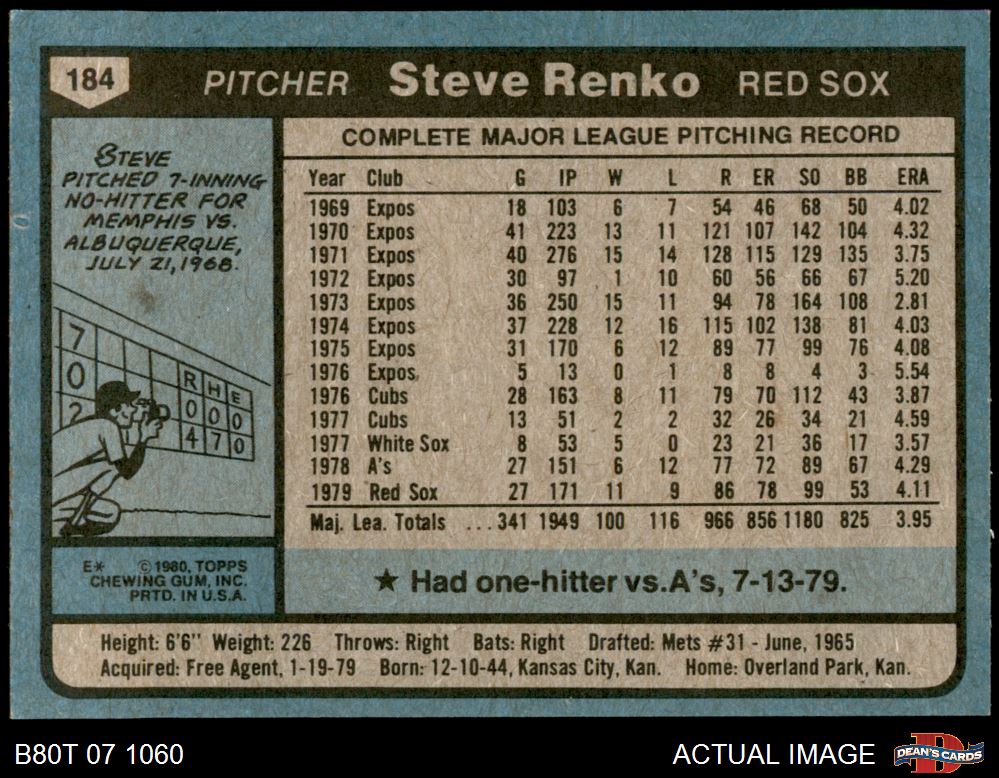 184 PITCHER Steve Renko RED SOX
STEVE
PITCHED 7-INNING
NO-HITTER FOR
MEMPHIS VS.
ALBUQUERQUE,
JULY 21, 1968.
7
0 R H E
2 0 0 0
4 7 0
COMPLETE MAJOR LEAGUE PITCHING RECORD
Year Club G IP W L R ER SO BB ERA
1969 Expos 18 103 6 7 54 46 68 50 4.02
1970 Expos 41 223 13 11 121 107 142 104 4.32
1971 Expos 40 276 15 14 128 115 129 135 3.75
1972 Expos 30 97 1 10 60 56 66 67 5.20
1973 Expos 36 250 15 11 94 78 164 108 2.81
1974 Expos 37 228 12 16 115 102 138 81 4.03
1975 Expos 31 170 6 12 89 77 99 76 4.08
1976 Expos 5 13 0 1 8 8 4 3 5.54
1976 Cubs 28 163 8 11 79 70 112 43 3.87
1977 Cubs 13 51 2 2 32 26 34 21 4.59
1977 White Sox 8 53 5 0 23 21 36 17 3.57
1978 A's 27 151 6 12 77 72 89 67 4.29
1979 Red Sox 27 171 11 9 86 78 99 53 4.11
Maj. Lea. Totals ...341 1949 100 116 966 856 1180 825 3.95
E* © 1980, TOPPS
CHEWING GUM, INC.
PRTD. IN U.S.A.
★ Had one-hitter vs. A's, 7-13-79.
Height: 6'6" Weight: 226 Throws: Right Bats: Right Drafted: Mets #31 - June, 1965
Acquired: Free Agent, 1-19-79 Born: 12-10-44, Kansas City, Kan. Home: Overland Park, Kan.
B80T 07 1060 ACTUAL IMAGE DEAN'S CARDS